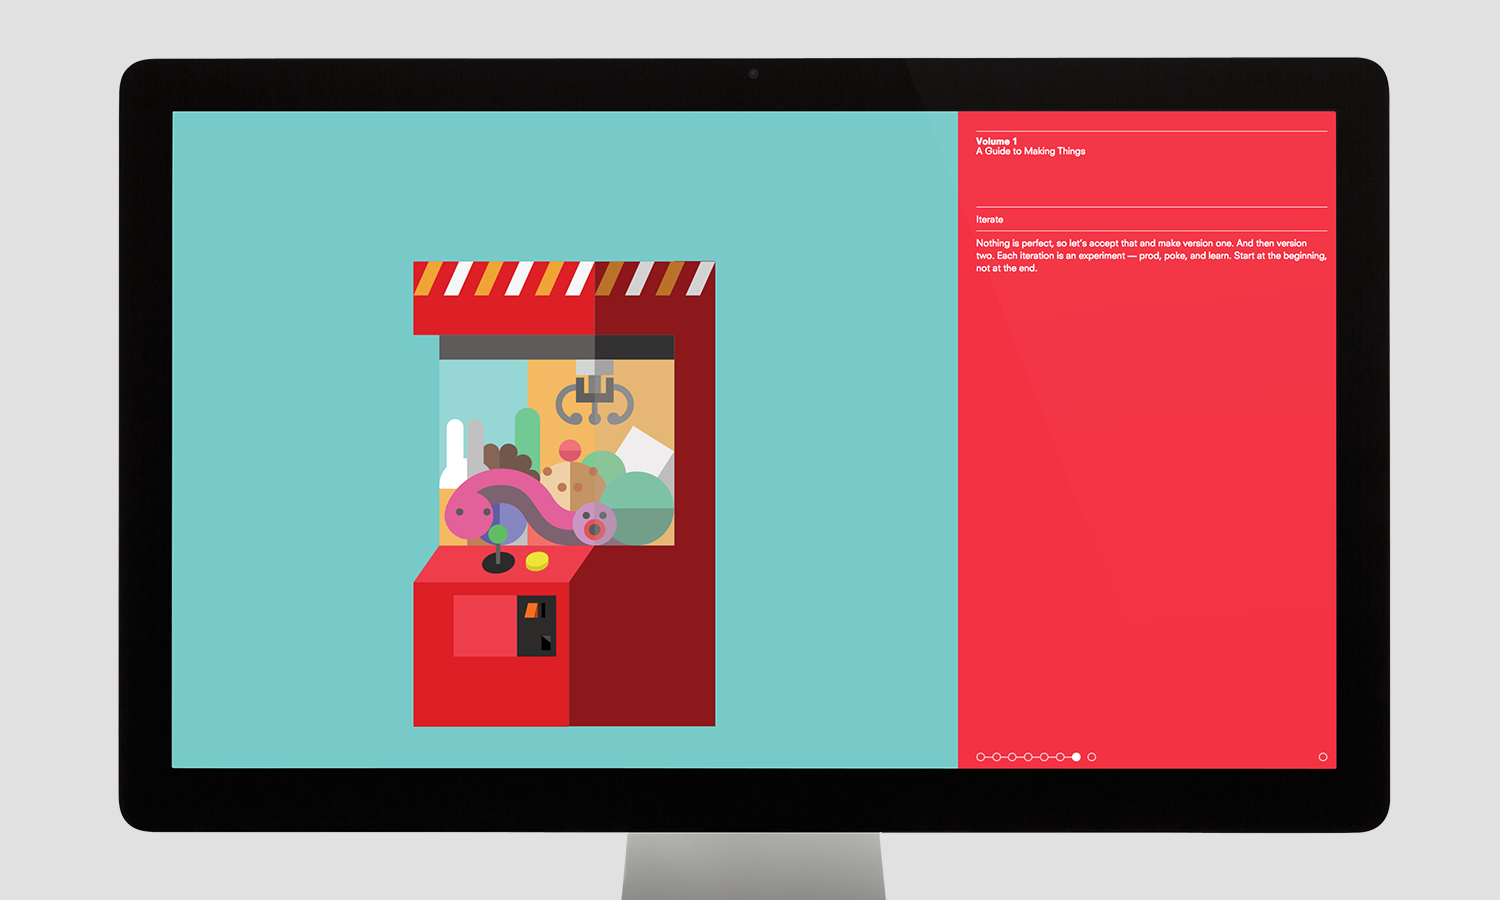 Volume 1
A Guide to Making Things
Iterate
Nothing is perfect, so let's accept that and make version one. And then version
two. Each iteration is an experiment — prod, poke, and learn. Start at the beginning,
not at the end.